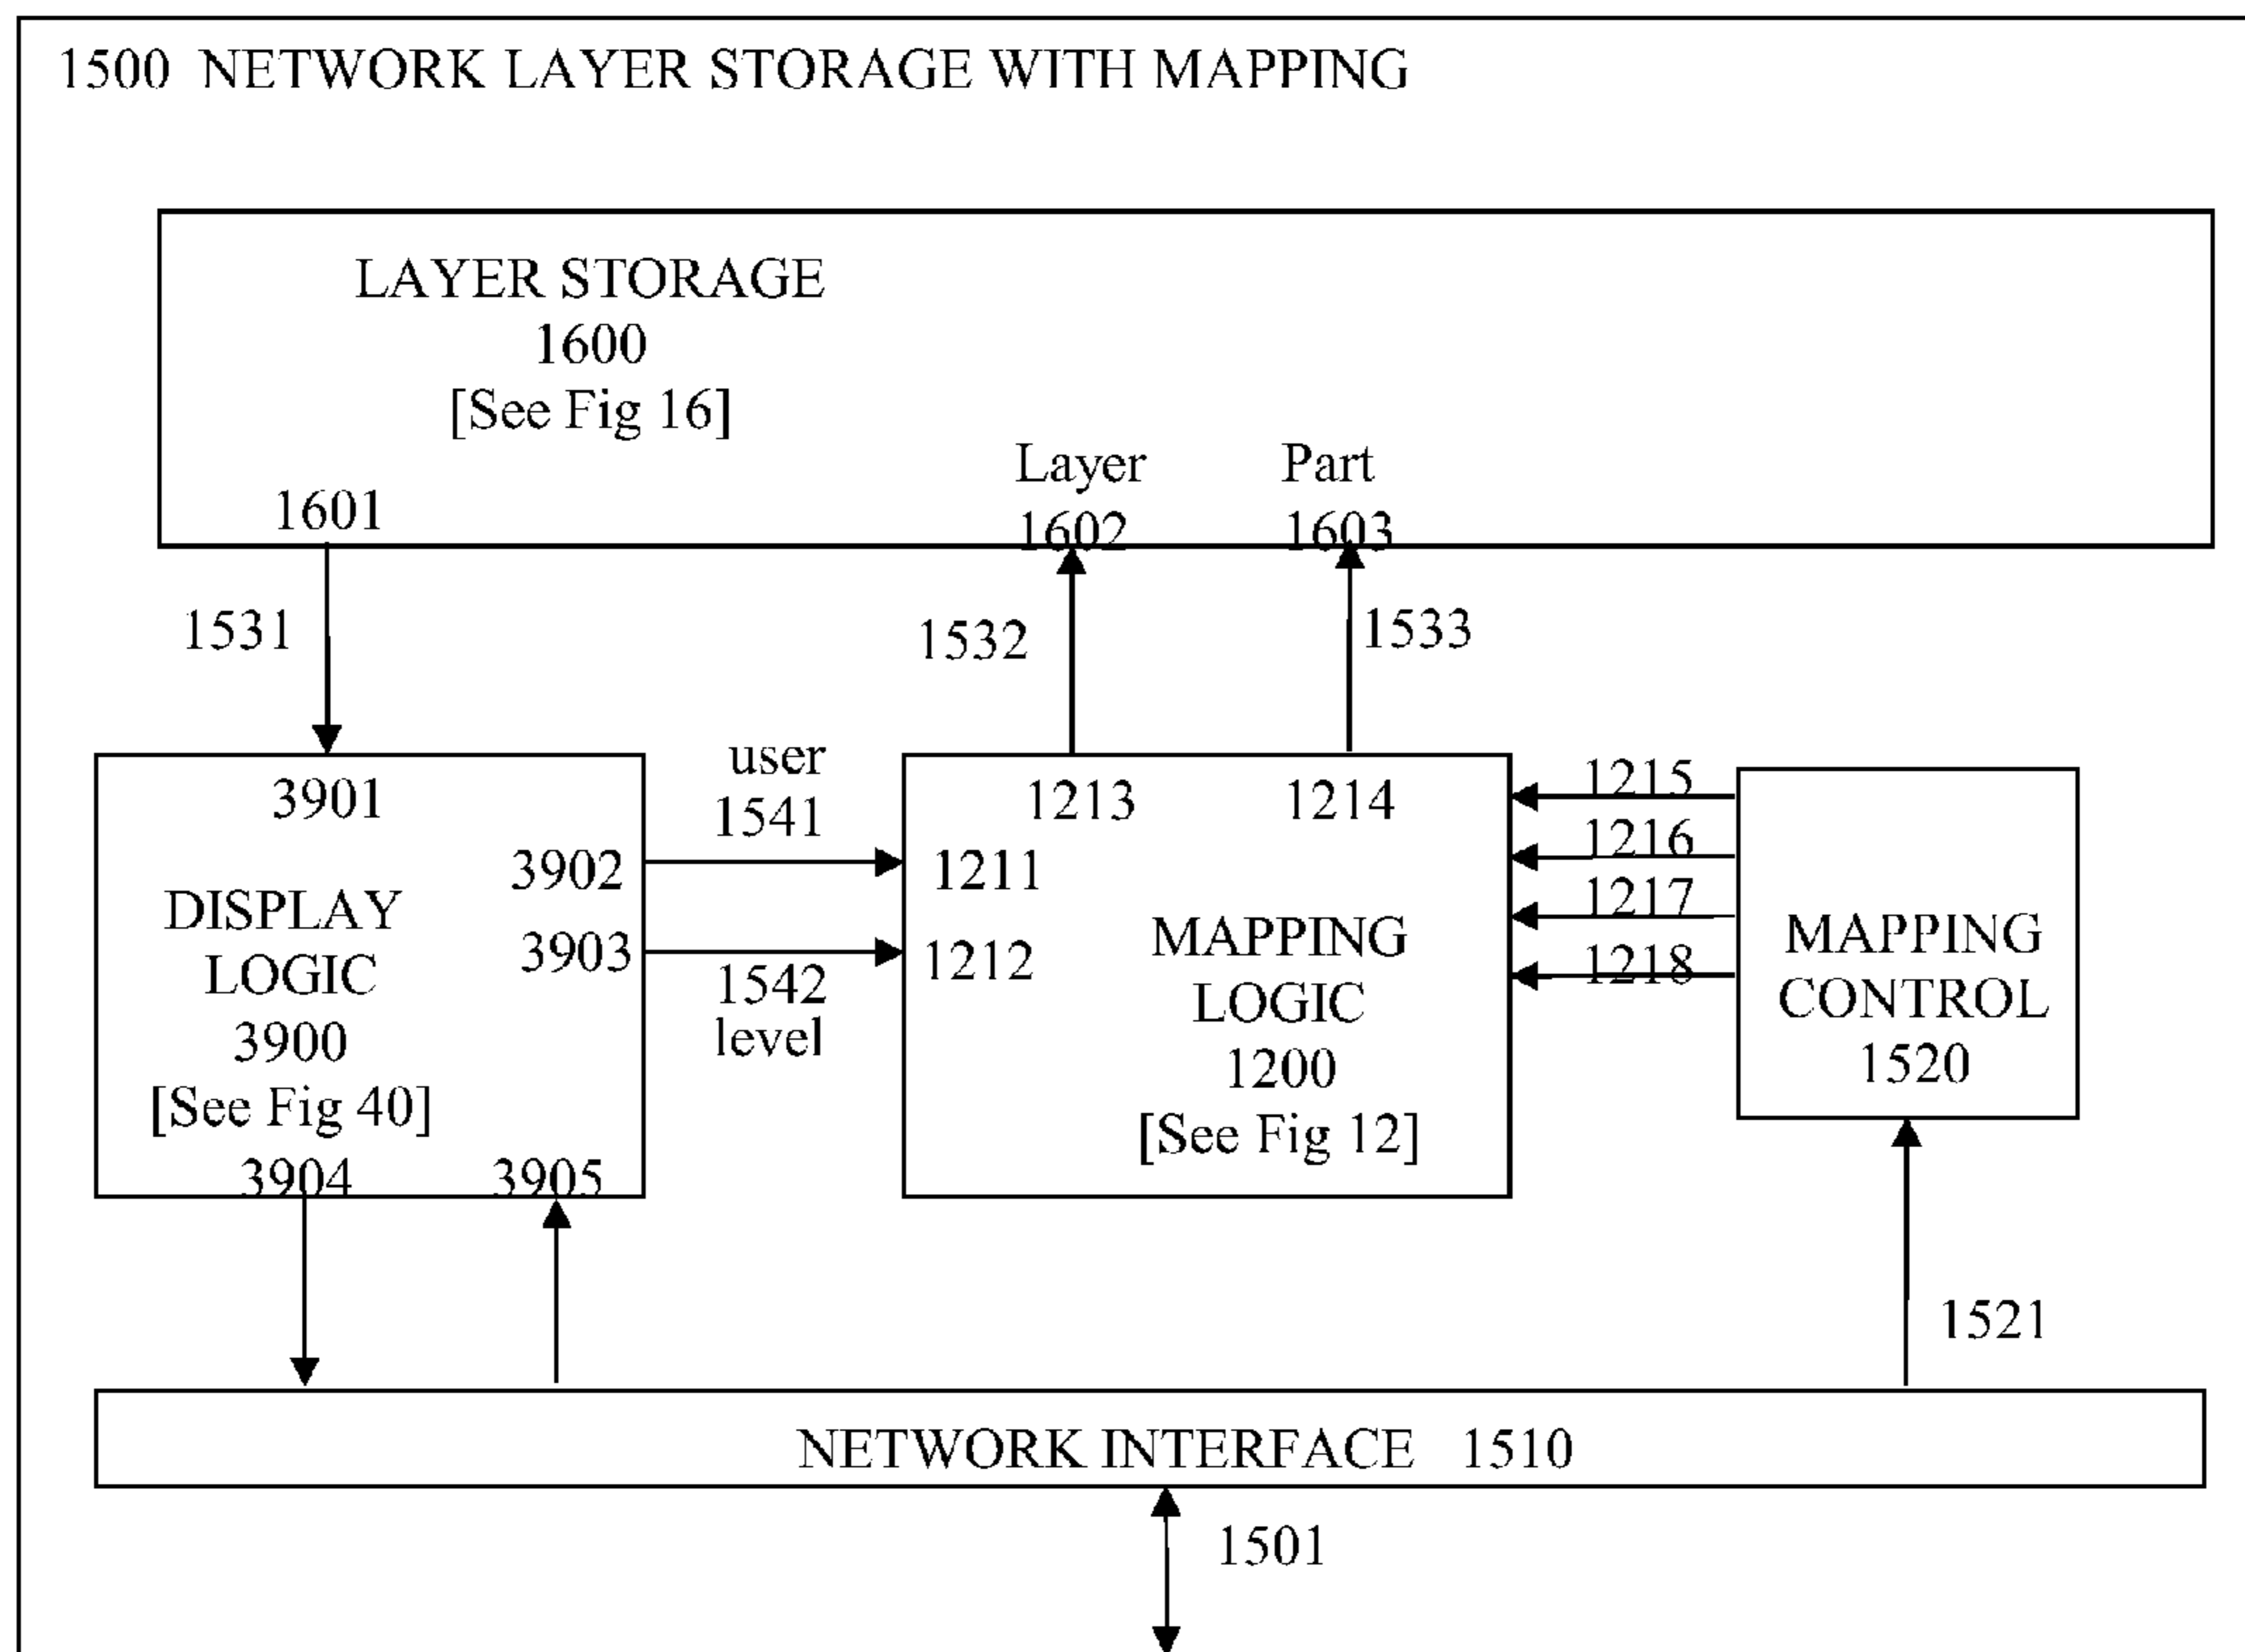 1500 NETWORK LAYER STORAGE WITH MAPPING
LAYER STORAGE
1600
[See Fig 16]
Layer
Part
1601
1602
1603
1531
1532
1533
user
1541
3901
3902
DISPLAY
LOGIC
3903
3900
[See Fig 40]
3904
3905
1542
level
1213
1214
1211
1212
MAPPING
LOGIC
1200
[See Fig 12]
1215
1216
1217
1218
MAPPING
CONTROL
1520
1521
NETWORK INTERFACE 1510
1501